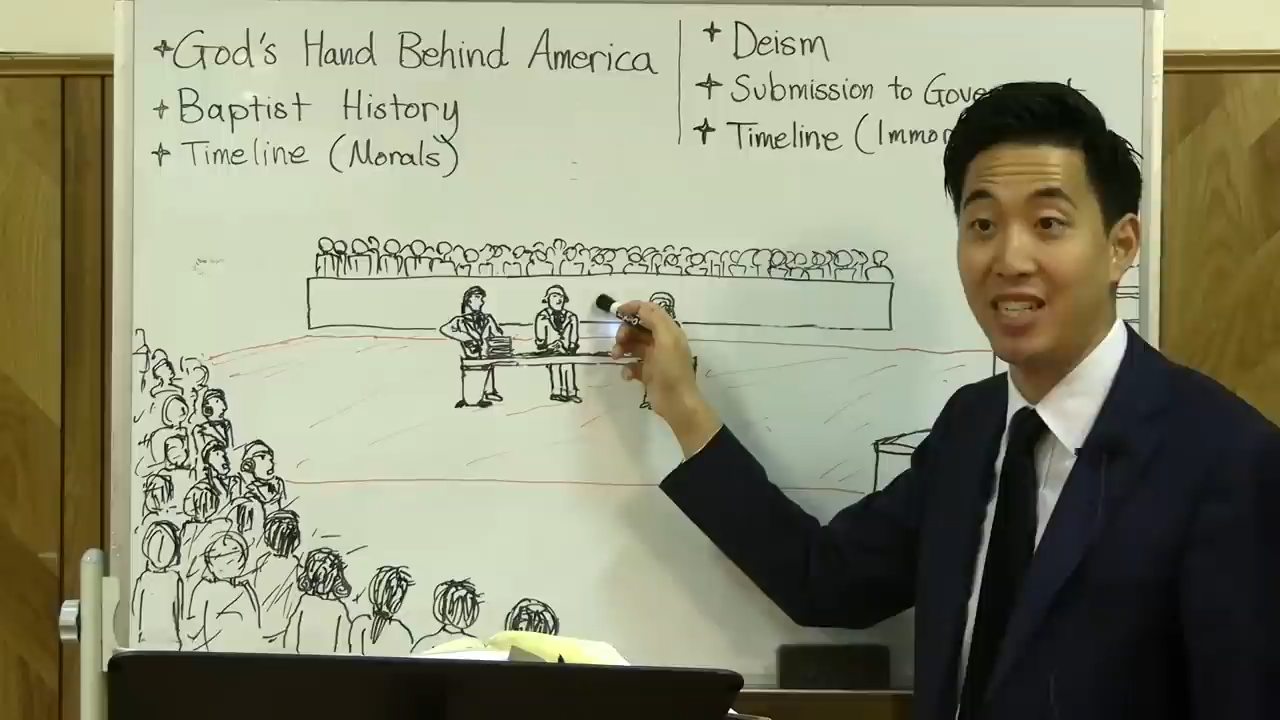 God's Hand Behind America
Baptist History
Timeline (Morals)
Deism
Submission to
Timeline